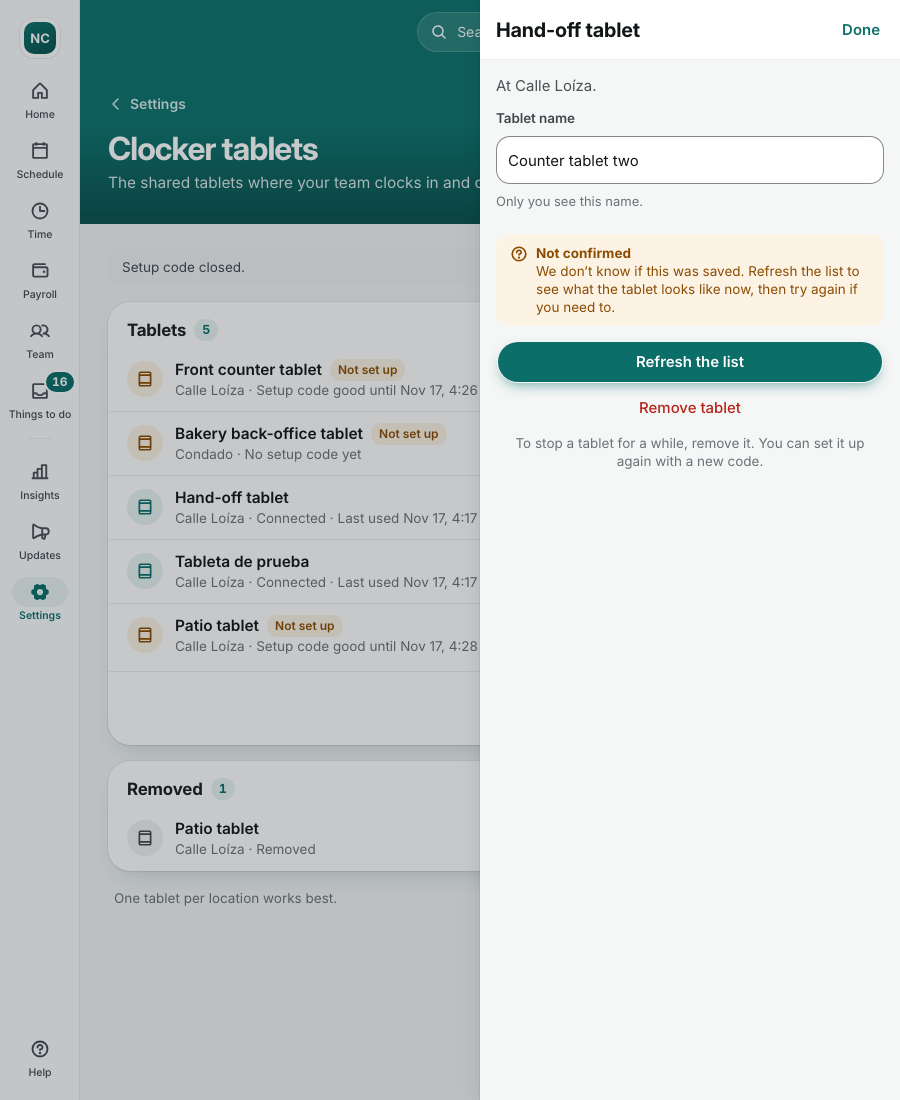 NC
Home
Schedule
Time
Payroll
Team
16
Things to do
Insights
Updates
Settings
Help
Settings
Clocker tablets
The shared tablets where your team clocks in and
Setup code closed.
Tablets 5
Front counter tablet Not set up
Calle Loíza · Setup code good until Nov 17, 4:26
Bakery back-office tablet Not set up
Condado · No setup code yet
Hand-off tablet
Calle Loíza · Connected · Last used Nov 17, 4:17
Tableta de prueba
Calle Loíza · Connected · Last used Nov 17, 4:17
Patio tablet Not set up
Calle Loíza · Setup code good until Nov 17, 4:28
Removed 1
Patio tablet
Calle Loíza · Removed
One tablet per location works best.
Hand-off tablet
Done
At Calle Loíza.
Tablet name
Counter tablet two
Only you see this name.
Not confirmed
We don’t know if this was saved. Refresh the list to
see what the tablet looks like now, then try again if
you need to.
Refresh the list
Remove tablet
To stop a tablet for a while, remove it. You can set it up
again with a new code.